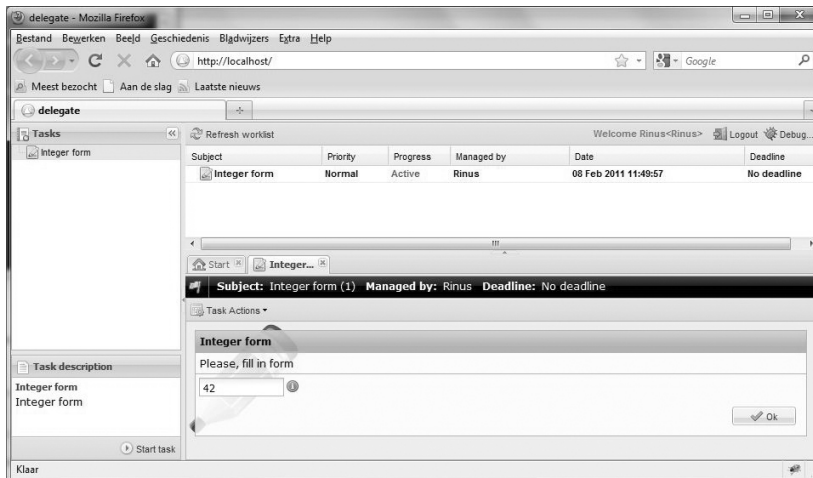 delegate - Mozilla Firefox
Bestand Bewerken Beeld Geschiedenis Bladwijzers Extra Help
http://localhost/
Google
Meest bezocht Aan de slag Laatste nieuws
delegate
Tasks
Integer form
Refresh worklist
Welcome Rinus<Rinus> Logout Debug...
Subject Priority Progress Managed by Date Deadline
Integer form Normal Active Rinus 08 Feb 2011 11:49:57 No deadline
Start Integer...
Subject: Integer form (1) Managed by: Rinus Deadline: No deadline
Task Actions
Integer form
Please, fill in form
42
Ok
Task description
Integer form
Integer form
Start task
Klaar